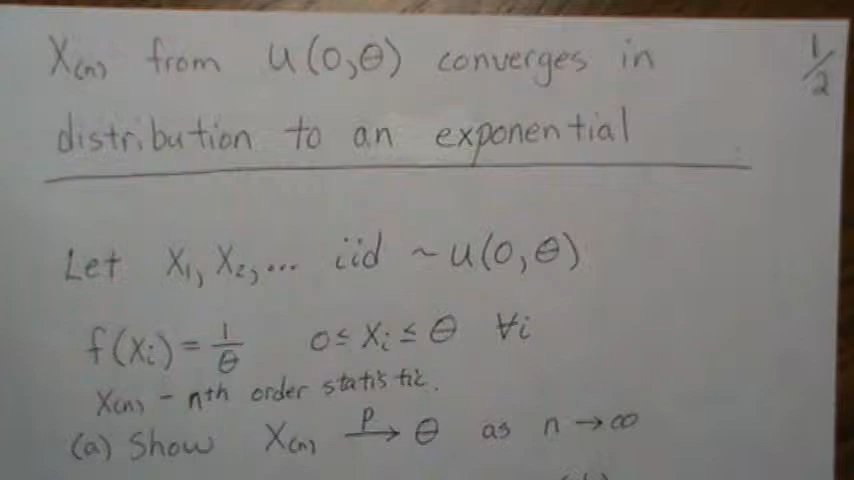 X(n) from U(0,θ) converges in
distribution to an exponential
1/2
Let X1, X2,... iid ~ U(0,θ)
f(Xi) = 1/θ 0 ≤ Xi ≤ θ ∀i
X(n) - nth order statistic.
(a) Show X(n) →p θ as n → ∞